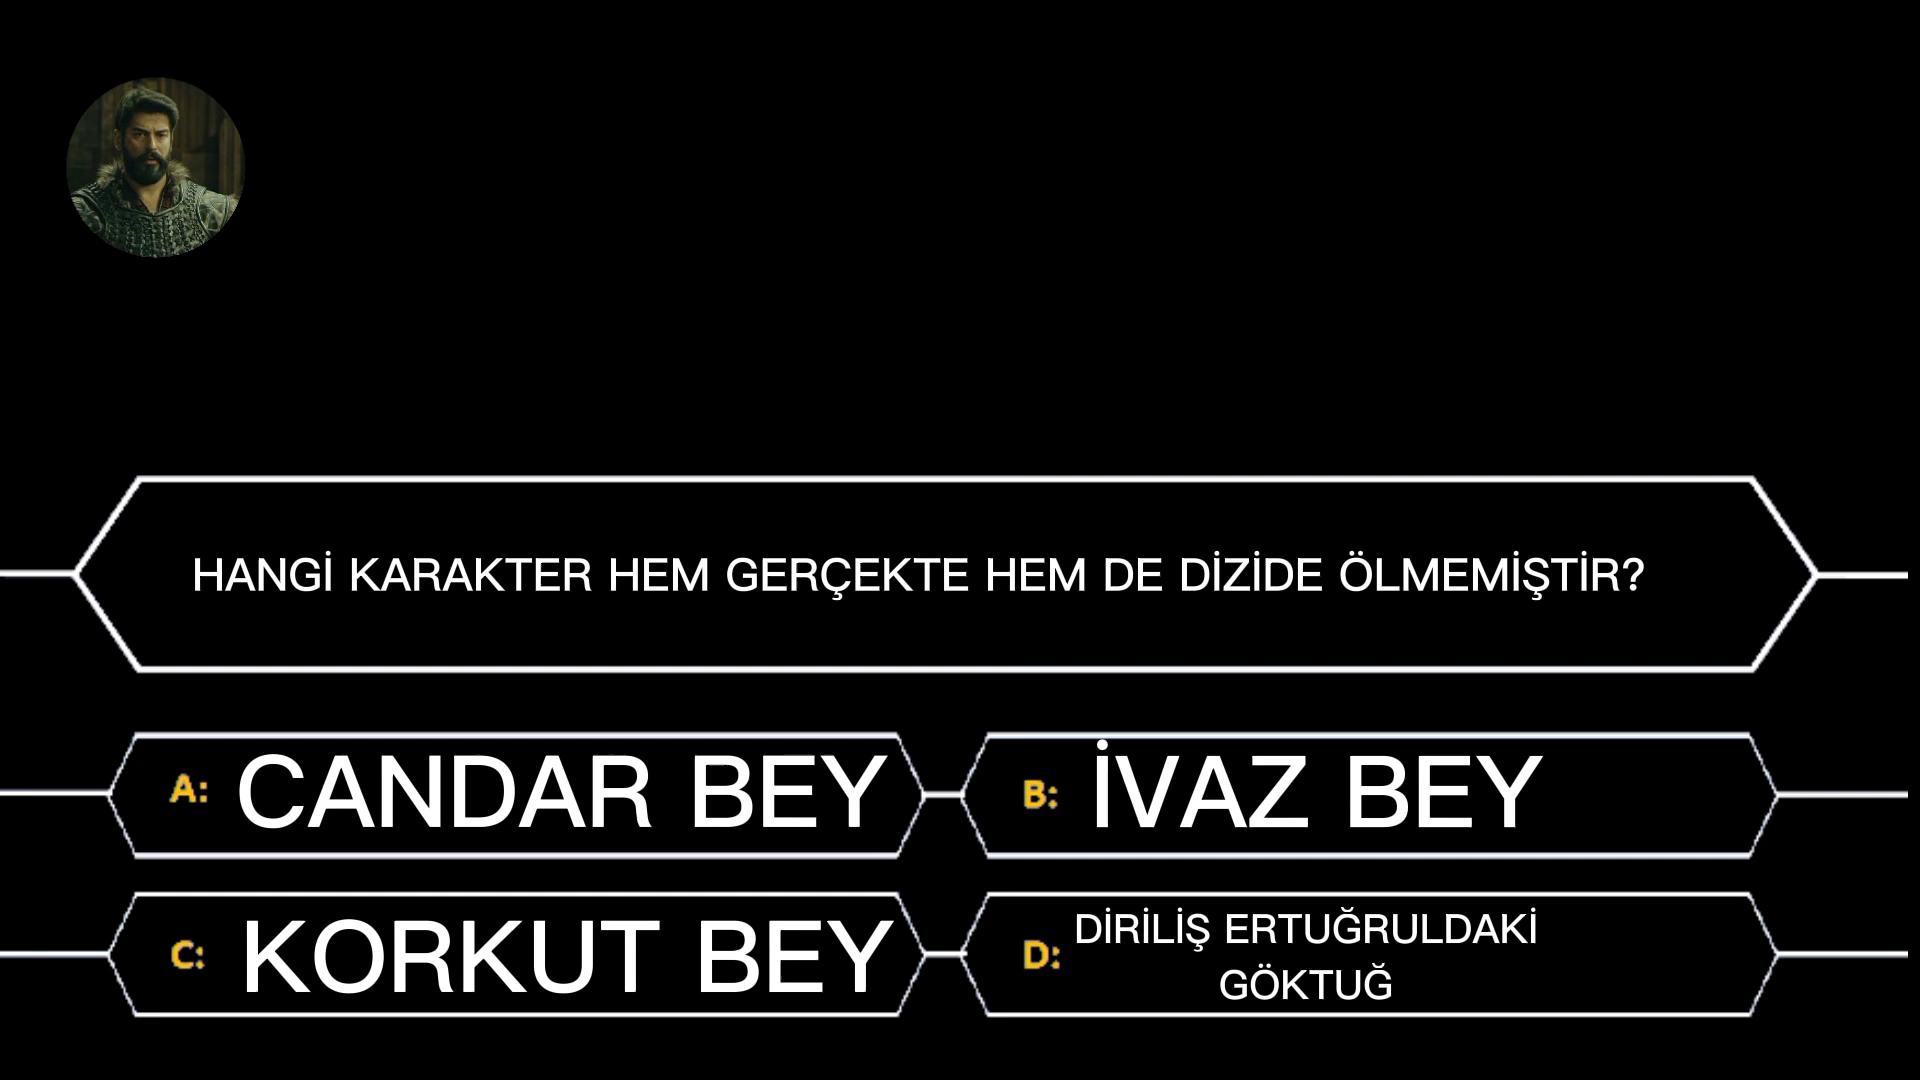 HANGİ KARAKTER HEM GERÇEKTE HEM DE DİZİDE ÖLMEMİŞTİR?
A: CANDAR BEY
B: İVAZ BEY
C: KORKUT BEY
D: DİRİLİŞ ERTUĞRULDAKİ
GÖKTUĞ